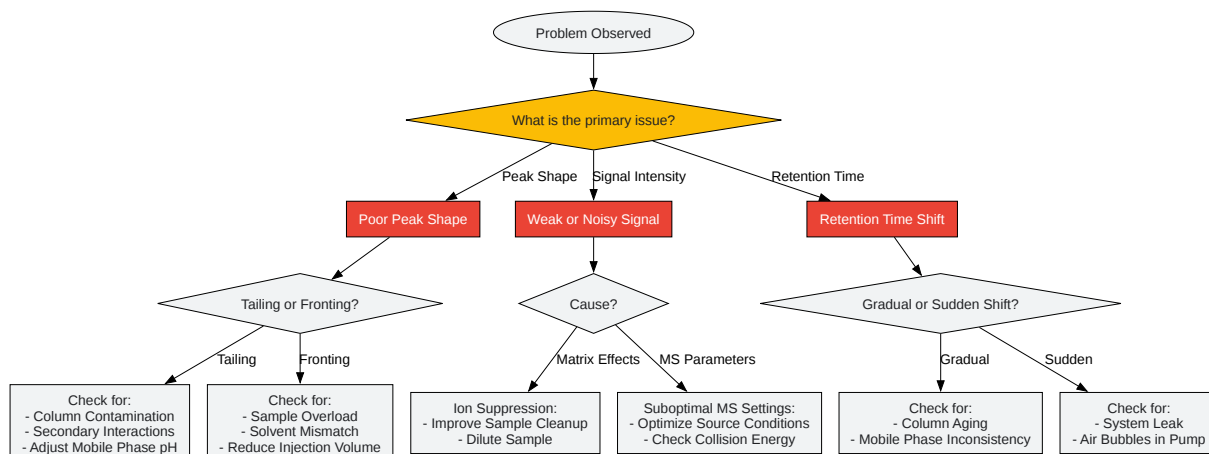 Problem Observed
What is the primary issue?
Peak Shape
Signal Intensity
Retention Time
Poor Peak Shape
Weak or Noisy Signal
Retention Time Shift
Tailing or Fronting?
Cause?
Gradual or Sudden Shift?
Tailing
Fronting
Matrix Effects
MS Parameters
Gradual
Sudden
Check for:
- Column Contamination
- Secondary Interactions
- Adjust Mobile Phase pH
Check for:
- Sample Overload
- Solvent Mismatch
- Reduce Injection Volume
Ion Suppression:
- Improve Sample Cleanup
- Dilute Sample
Suboptimal MS Settings:
- Optimize Source Conditions
- Check Collision Energy
Check for:
- Column Aging
- Mobile Phase Inconsistency
Check for:
- System Leak
- Air Bubbles in Pump